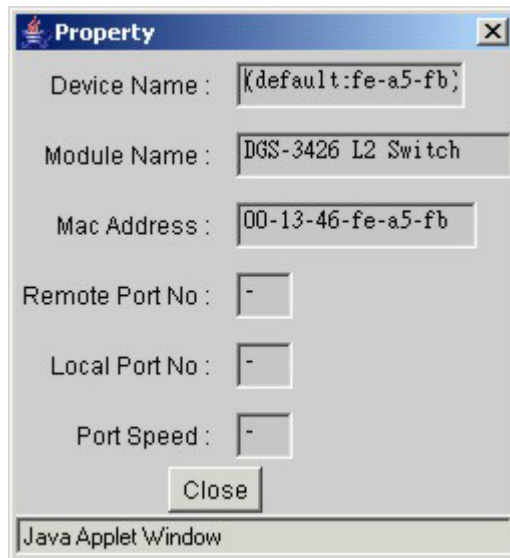 Property
Device Name : (default:fe-a5-fb)
Module Name : DGS-3426 L2 Switch
Mac Address : 00-13-46-fe-a5-fb
Remote Port No : -
Local Port No : -
Port Speed : -
Close
Java Applet Window